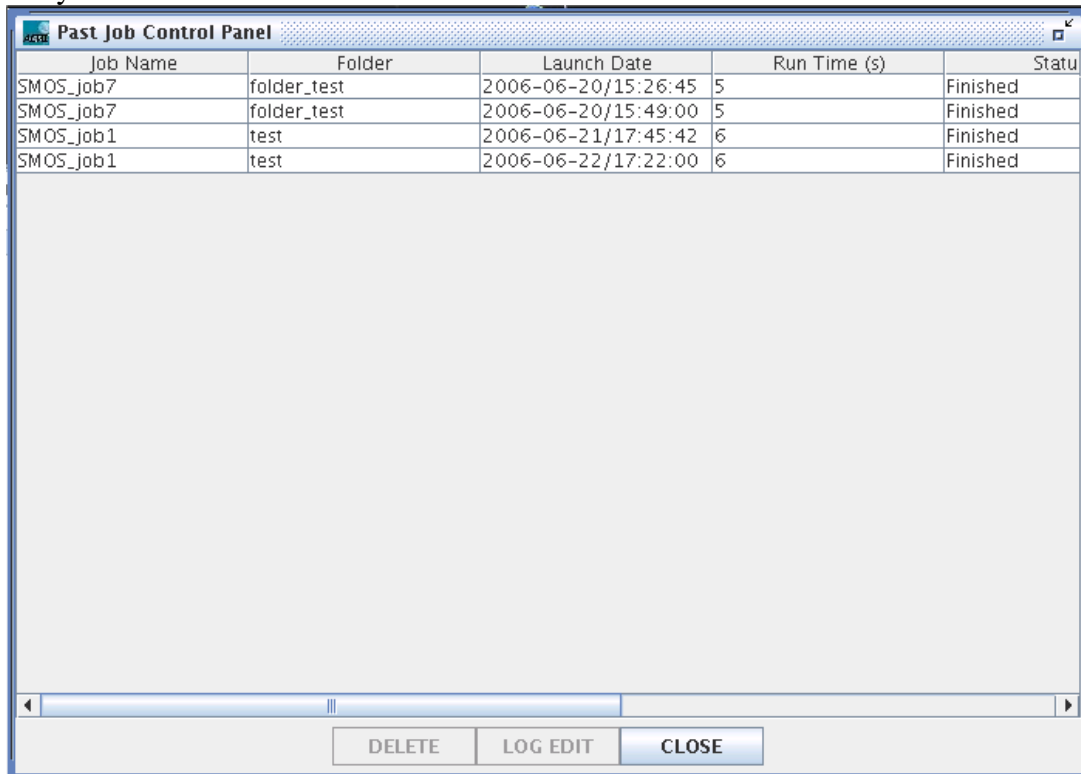 Past Job Control Panel
Job Name Folder Launch Date Run Time (s) Statu
SMOS_job7 folder_test 2006-06-20/15:26:45 5 Finished
SMOS_job7 folder_test 2006-06-20/15:49:00 5 Finished
SMOS_job1 test 2006-06-21/17:45:42 6 Finished
SMOS_job1 test 2006-06-22/17:22:00 6 Finished
DELETE LOG EDIT CLOSE